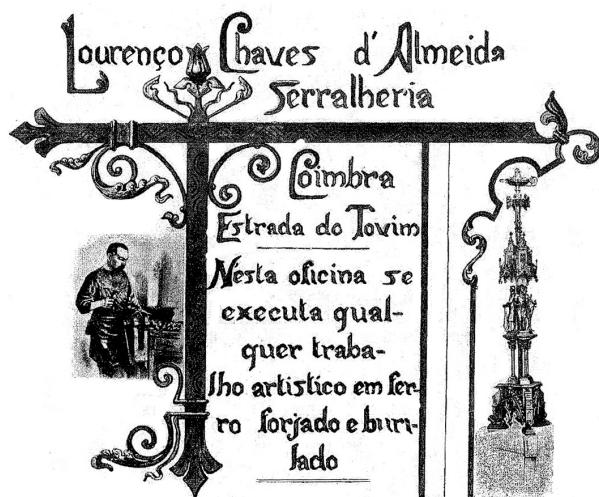 Lourenço Chaves d'Almeida
Serralheria
Coimbra
Estrada do Tovim
Nesta oficina se
executa qual-
quer traba-
lho artistico em fer-
ro forjado e buri-
lado